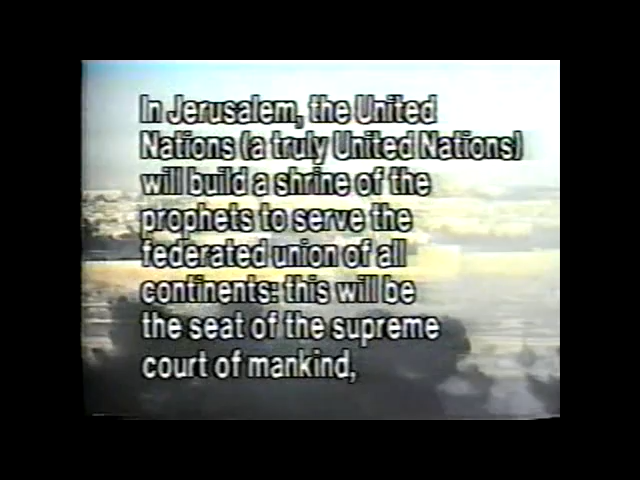 In Jerusalem, the United
Nations (a truly United Nations)
will build a shrine of the
prophets to serve the
federated union of all
continents: this will be
the seat of the supreme
court of mankind,